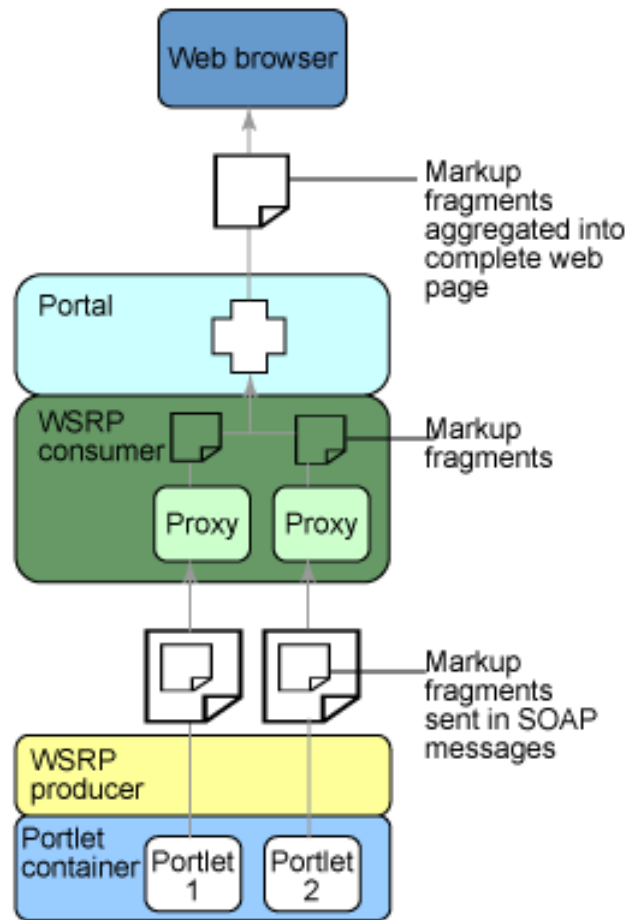 Web browser
Markup
fragments
aggregated into
complete web
page
Portal
WSRP
consumer
Markup
fragments
Proxy
Proxy
Markup
fragments
sent in SOAP
messages
WSRP
producer
Portlet
container
Portlet
1
Portlet
2